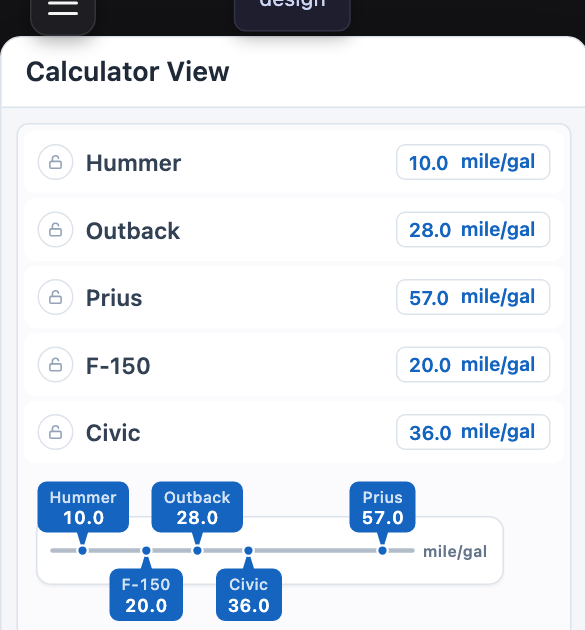 design
Calculator View
Hummer
10.0 mile/gal
Outback
28.0 mile/gal
Prius
57.0 mile/gal
F-150
20.0 mile/gal
Civic
36.0 mile/gal
Hummer
10.0
Outback
28.0
Prius
57.0
mile/gal
F-150
20.0
Civic
36.0